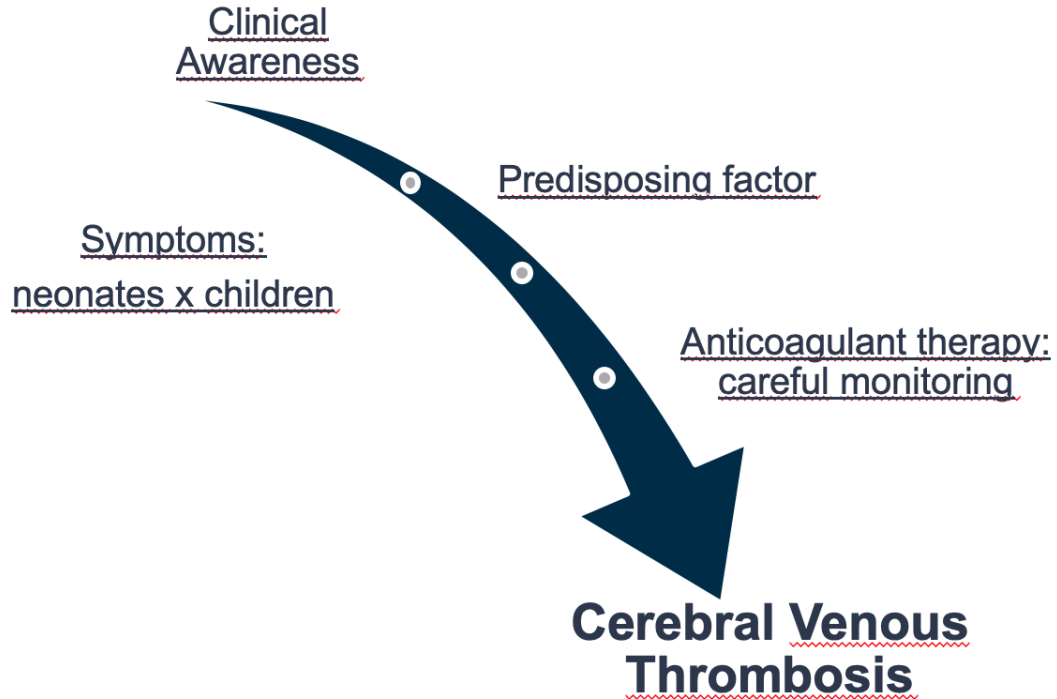 Clinical
Awareness
Predisposing factor
Symptoms:
neonates x children
Anticoagulant therapy:
careful monitoring
Cerebral Venous
Thrombosis